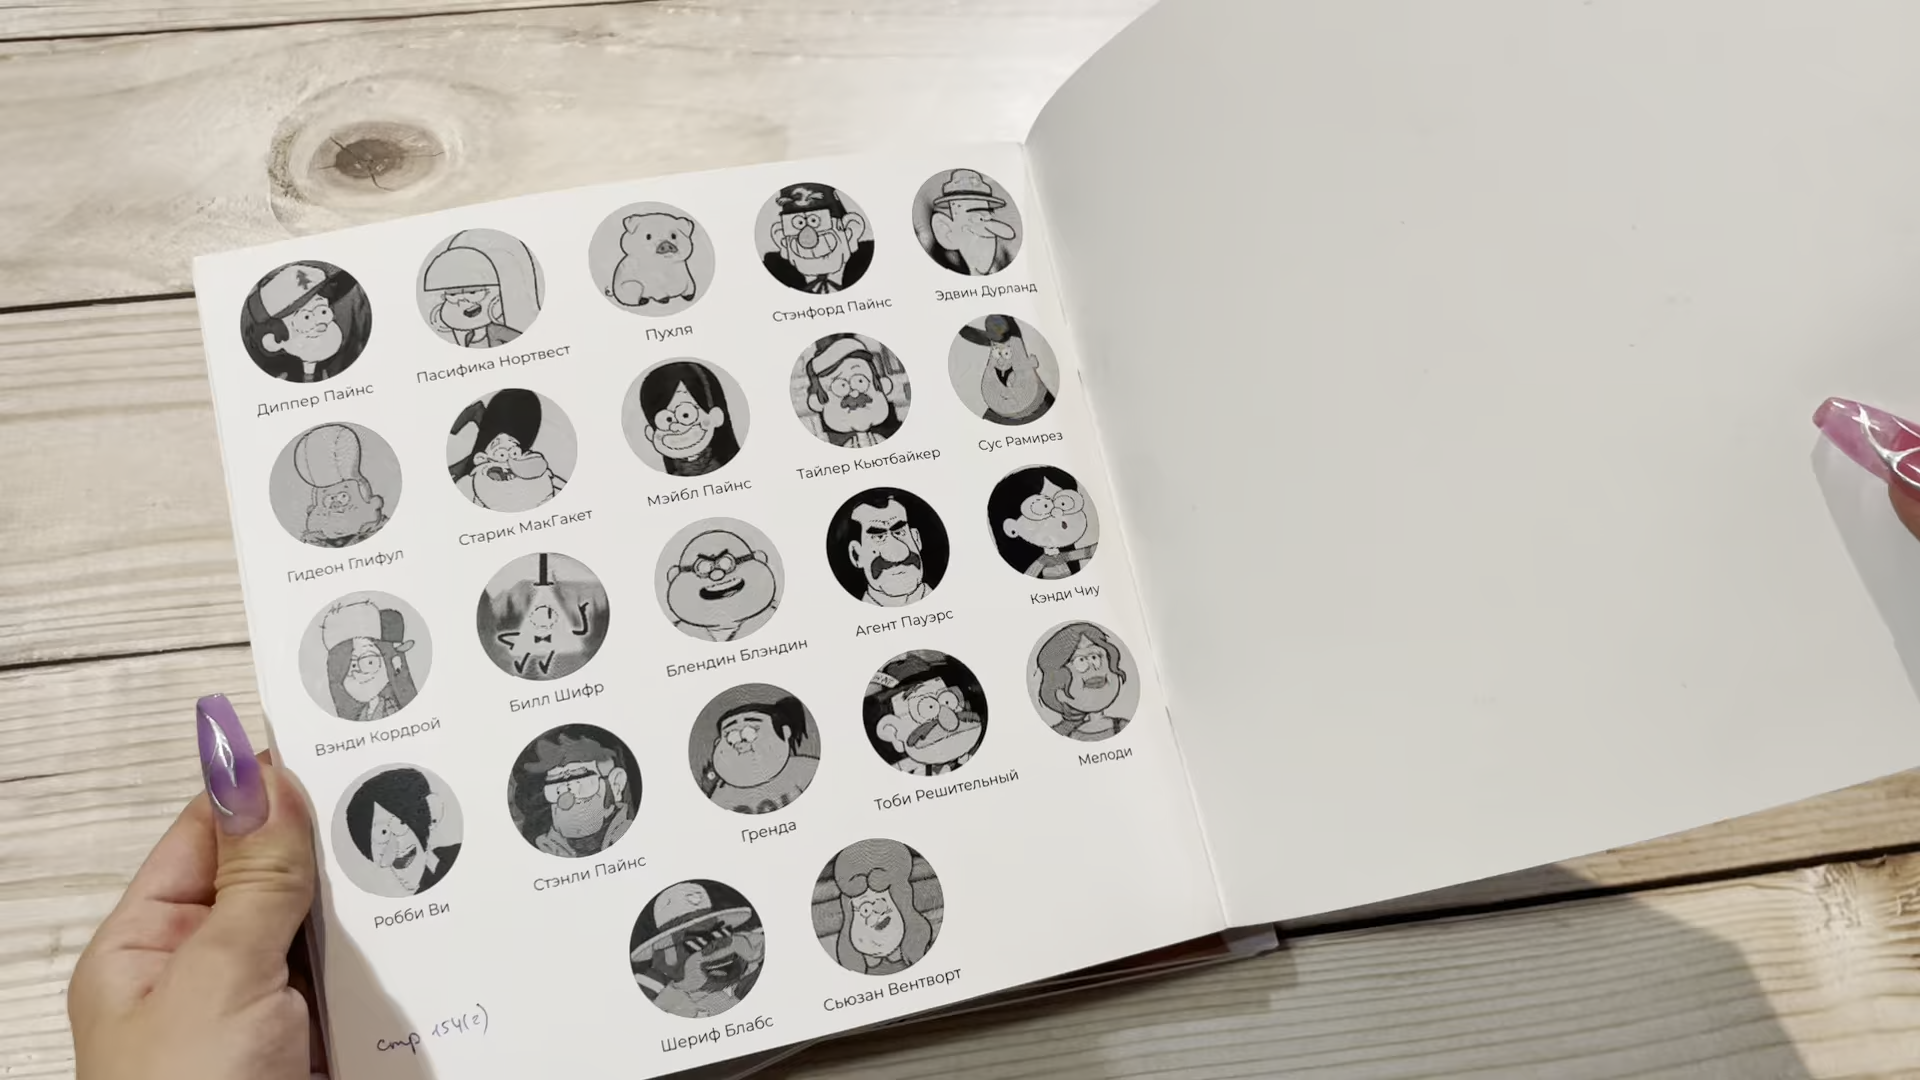 Диппер Пайнс
Пасифика Нортвест
Пухля
Стэнфорд Пайнс
Эдвин Дурланд
Гидеон Глифул
Старик МакГакет
Мэйбл Пайнс
Тайлер Кьютбайкер
Сус Рамирез
Вэнди Кордрой
Билл Шифр
Блендин Блэндин
Агент Пауэрс
Кэнди Чиу
Робби Ви
Стэнли Пайнс
Гренда
Тоби Решительный
Мелоди
Шериф Блабс
Сьюзан Вентворт
стр 154(2)